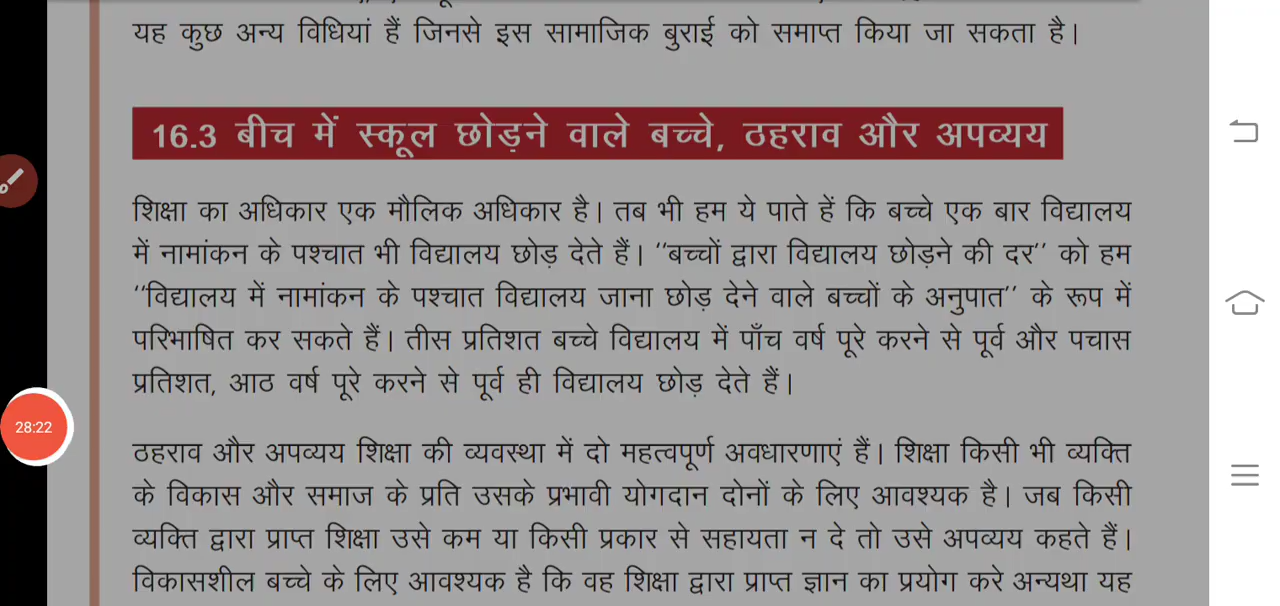 यह कुछ अन्य विधियां हैं जिनसे इस सामाजिक बुराई को समाप्त किया जा सकता है।
16.3 बीच में स्कूल छोड़ने वाले बच्चे, ठहराव और अपव्यय
शिक्षा का अधिकार एक मौलिक अधिकार है। तब भी हम ये पाते हें कि बच्चे एक बार विद्यालय
में नामांकन के पश्चात भी विद्यालय छोड़ देते हैं। ‘‘बच्चों द्वारा विद्यालय छोड़ने की दर’’ को हम
‘‘विद्यालय में नामांकन के पश्चात विद्यालय जाना छोड़ देने वाले बच्चों के अनुपात’’ के रूप में
परिभाषित कर सकते हैं। तीस प्रतिशत बच्चे विद्यालय में पाँच वर्ष पूरे करने से पूर्व और पचास
प्रतिशत, आठ वर्ष पूरे करने से पूर्व ही विद्यालय छोड़ देते हैं।
28:22
ठहराव और अपव्यय शिक्षा की व्यवस्था में दो महत्वपूर्ण अवधारणाएं हैं। शिक्षा किसी भी व्यक्ति
के विकास और समाज के प्रति उसके प्रभावी योगदान दोनों के लिए आवश्यक है। जब किसी
व्यक्ति द्वारा प्राप्त शिक्षा उसे कम या किसी प्रकार से सहायता न दे तो उसे अपव्यय कहते हैं।
विकासशील बच्चे के लिए आवश्यक है कि वह शिक्षा द्वारा प्राप्त ज्ञान का प्रयोग करे अन्यथा यह